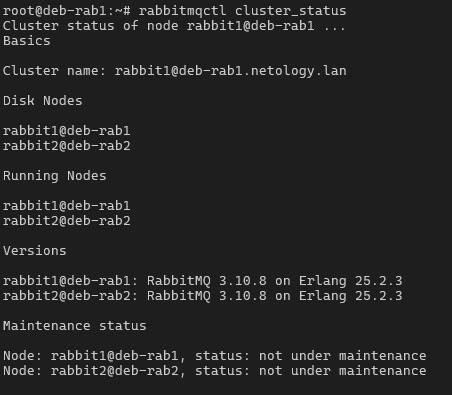 root@deb-rab1:~# rabbitmqctl cluster_status
Cluster status of node rabbit1@deb-rab1 ...
Basics
Cluster name: rabbit1@deb-rab1.netology.lan
Disk Nodes
rabbit1@deb-rab1
rabbit2@deb-rab2
Running Nodes
rabbit1@deb-rab1
rabbit2@deb-rab2
Versions
rabbit1@deb-rab1: RabbitMQ 3.10.8 on Erlang 25.2.3
rabbit2@deb-rab2: RabbitMQ 3.10.8 on Erlang 25.2.3
Maintenance status
Node: rabbit1@deb-rab1, status: not under maintenance
Node: rabbit2@deb-rab2, status: not under maintenance